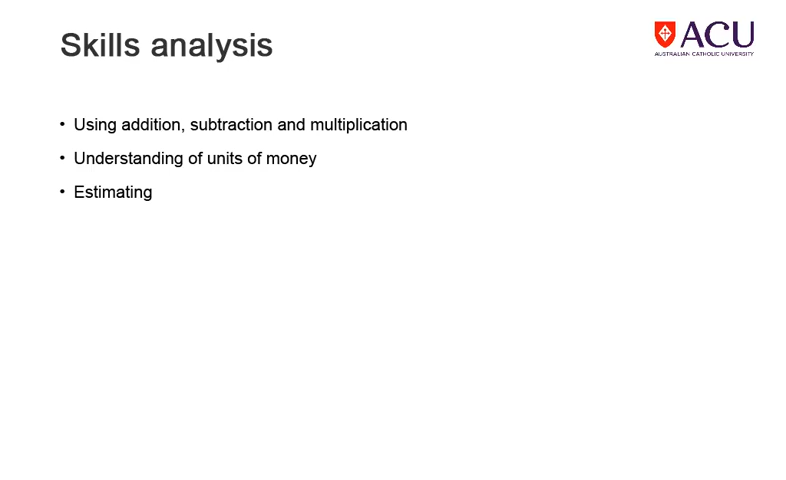 Skills analysis
ACU
AUSTRALIAN CATHOLIC UNIVERSITY
• Using addition, subtraction and multiplication
• Understanding of units of money
• Estimating